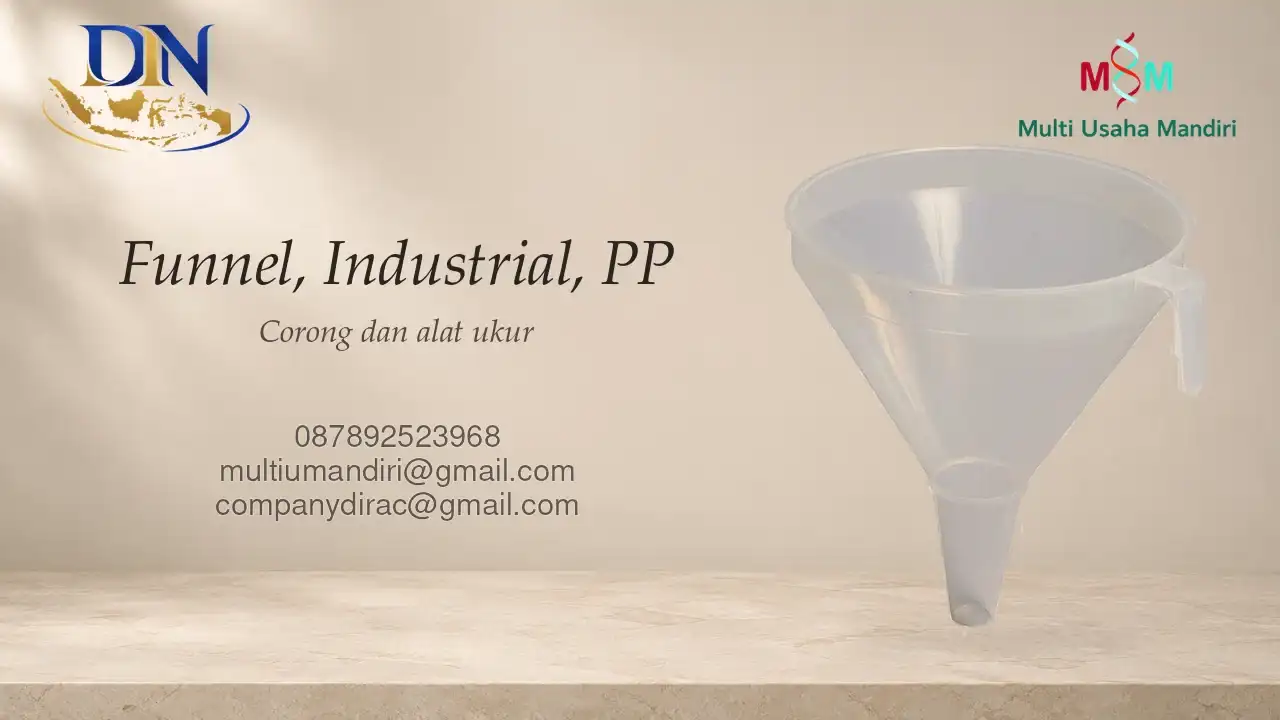 DN
MSM
Multi Usaha Mandiri
Funnel, Industrial, PP
Corong dan alat ukur
087892523968
multiumandiri@gmail.com
companydirac@gmail.com